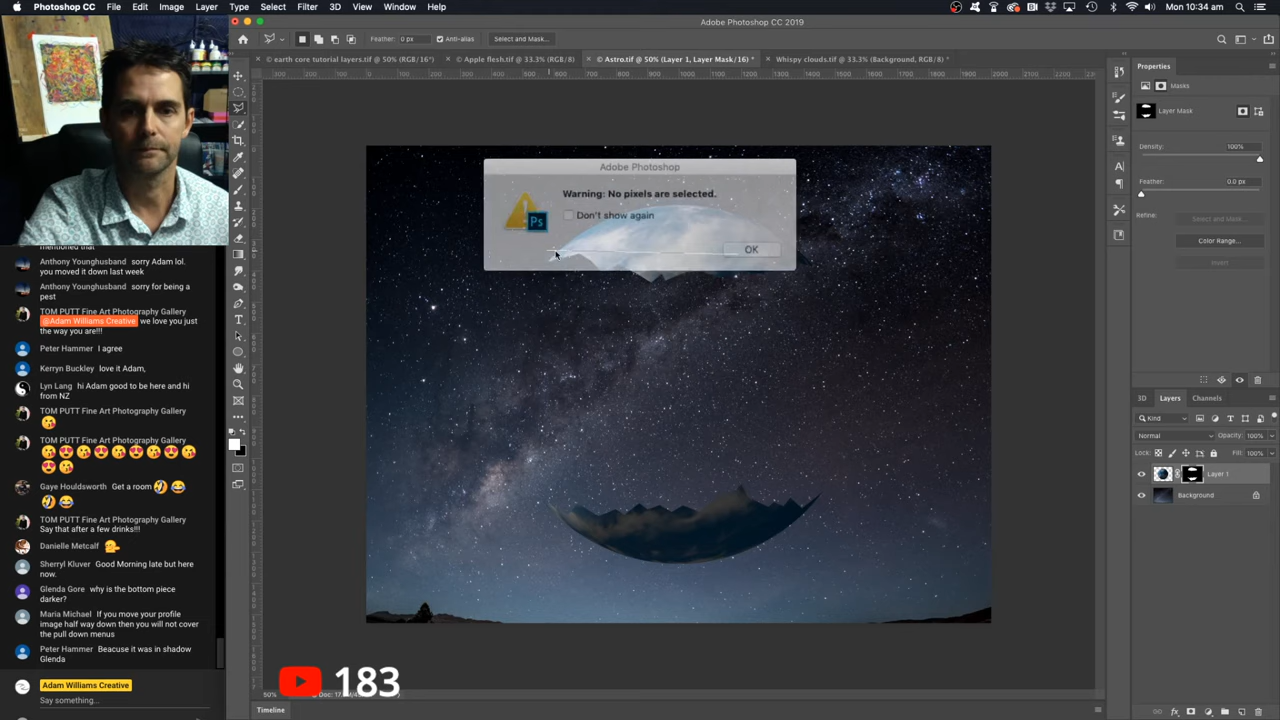 Photoshop CC File Edit Image Layer Type Select Filter 3D View Window Help
Mon 10:34 am
Adobe Photoshop CC 2019
Feather: 0 px Anti-alias Select and Mask...
× © earth core tutorial layers.tif @ 50% (RGB/16*) × © Apple flesh.tif @ 33.3% (RGB/8) × © Astro.tif @ 50% (Layer 1, Layer Mask/16) * × Whispy clouds.tif @ 33.3% (Background, RGB/8) *
Adobe Photoshop
Warning: No pixels are selected.
Don't show again
OK
Ps
Properties
Masks
Layer Mask
Density: 100%
Feather: 0.0 px
Refine: Select and Mask...
Color Range...
Invert
3D Layers Channels
Kind
Normal Opacity: 100%
Lock: Fill: 100%
Layer 1
Background
mentioned that
Anthony Younghusband sorry Adam lol.
you moved it down last week
Anthony Younghusband sorry for being a
pest
TOM PUTT Fine Art Photography Gallery
@Adam Williams Creative we love you just
the way you are!!!
Peter Hammer I agree
Kerryn Buckley love it Adam,
Lyn Lang hi Adam good to be here and hi
from NZ
TOM PUTT Fine Art Photography Gallery
😘
TOM PUTT Fine Art Photography Gallery
😘😍😘😍😘😍😘😍😘
😍😘
Gaye Houldsworth Get a room 🤣 😂
🤣 😂
TOM PUTT Fine Art Photography Gallery
Say that after a few drinks!!!
Danielle Metcalf
Sherryl Kluver Good Morning late but here
now.
Glenda Gore why is the bottom piece
darker?
Maria Michael If you move your profile
image half way down then you will not cover
the pull down menus
Peter Hammer Beacuse it was in shadow
Glenda
Adam Williams Creative
Say something...
183
50%
Timeline